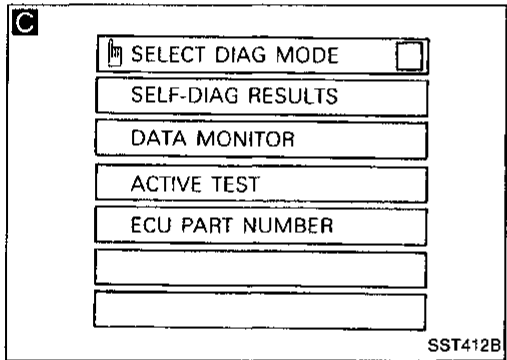 C
SELECT DIAG MODE
SELF-DIAG RESULTS
DATA MONITOR
ACTIVE TEST
ECU PART NUMBER
SST412B